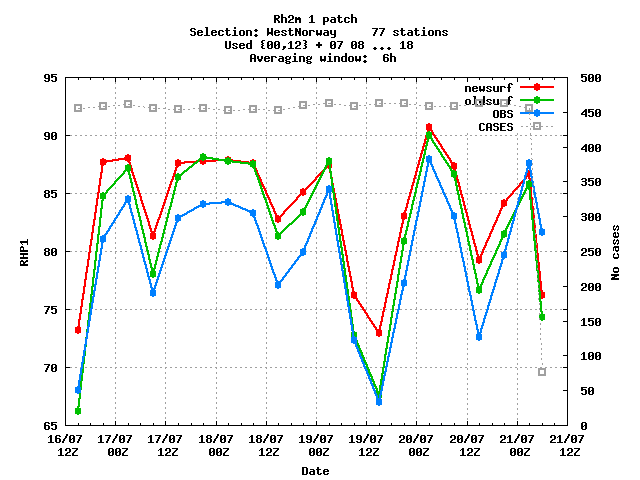 Rh2m 1 patch
Selection: WestNorway 77 stations
Used {00,12} + 07 08 ... 18
Averaging window: 6h
95
90
85
80
75
70
65
RHP1
500
450
400
350
300
250
200
150
100
50
0
No cases
newsurf
oldsurf
OBS
CASES
16/07 17/07 17/07 18/07 18/07 19/07 19/07 20/07 20/07 21/07 21/07
12Z 00Z 12Z 00Z 12Z 00Z 12Z 00Z 12Z 00Z 12Z
Date